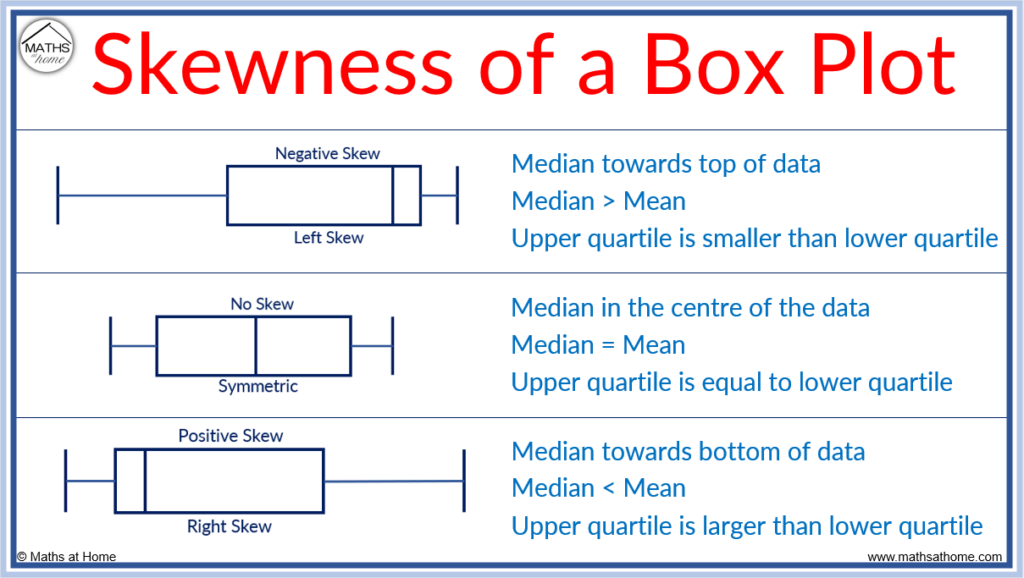 MATHS
at
home
Skewness of a Box Plot
Negative Skew
Left Skew
Median towards top of data
Median > Mean
Upper quartile is smaller than lower quartile
No Skew
Symmetric
Median in the centre of the data
Median = Mean
Upper quartile is equal to lower quartile
Positive Skew
Right Skew
Median towards bottom of data
Median < Mean
Upper quartile is larger than lower quartile
© Maths at Home
www.mathsathome.com